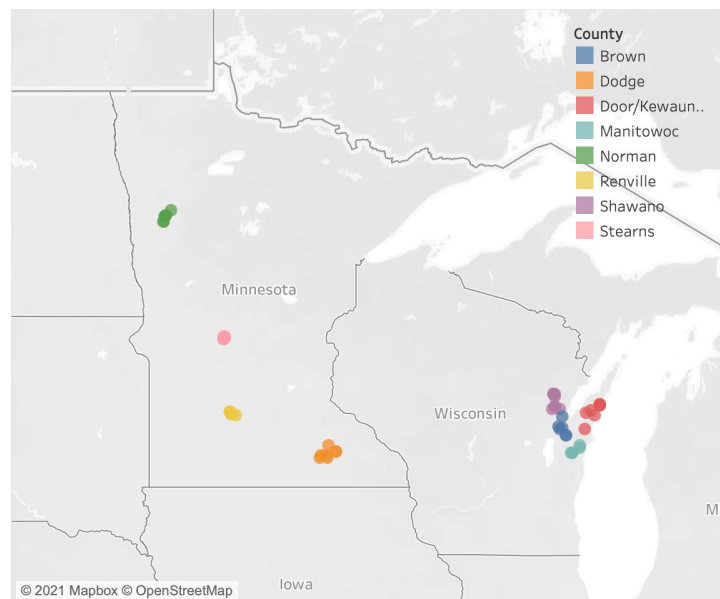 County
Brown
Dodge
Door/Kewaun..
Manitowoc
Norman
Renville
Shawano
Stearns
Minnesota
Wisconsin
M
Iowa
© 2021 Mapbox © OpenStreetMap